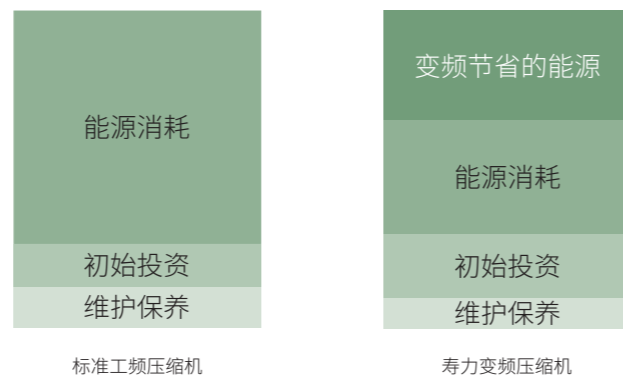 变频节省的能源
能源消耗
能源消耗
初始投资
初始投资
维护保养
维护保养
标准工频压缩机
寿力变频压缩机